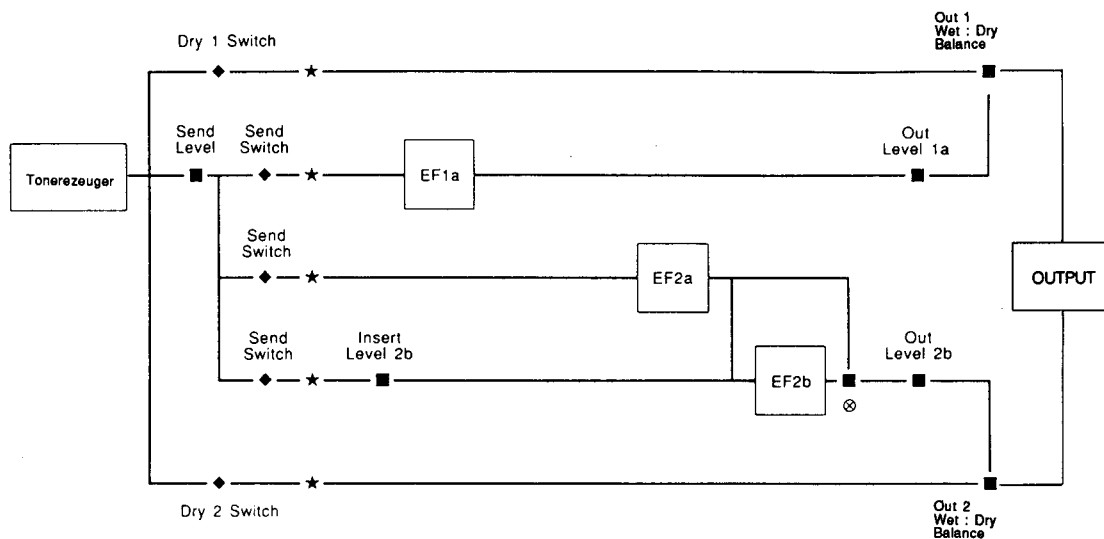 Dry 1 Switch
Out 1
Wet : Dry
Balance
Send
Level
Send
Switch
Out
Level 1a
Tonerezeuger
EF1a
Send
Switch
EF2a
OUTPUT
Send
Switch
Insert
Level 2b
Out
Level 2b
EF2b
Dry 2 Switch
Out 2
Wet : Dry
Balance